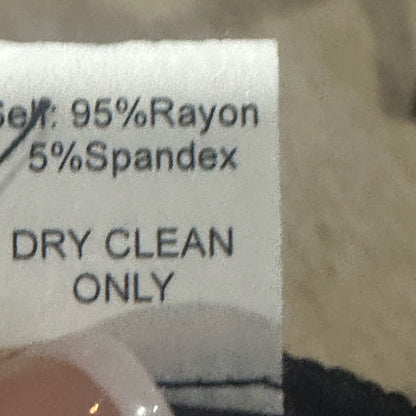 Self: 95%Rayon
5%Spandex
DRY CLEAN
ONLY